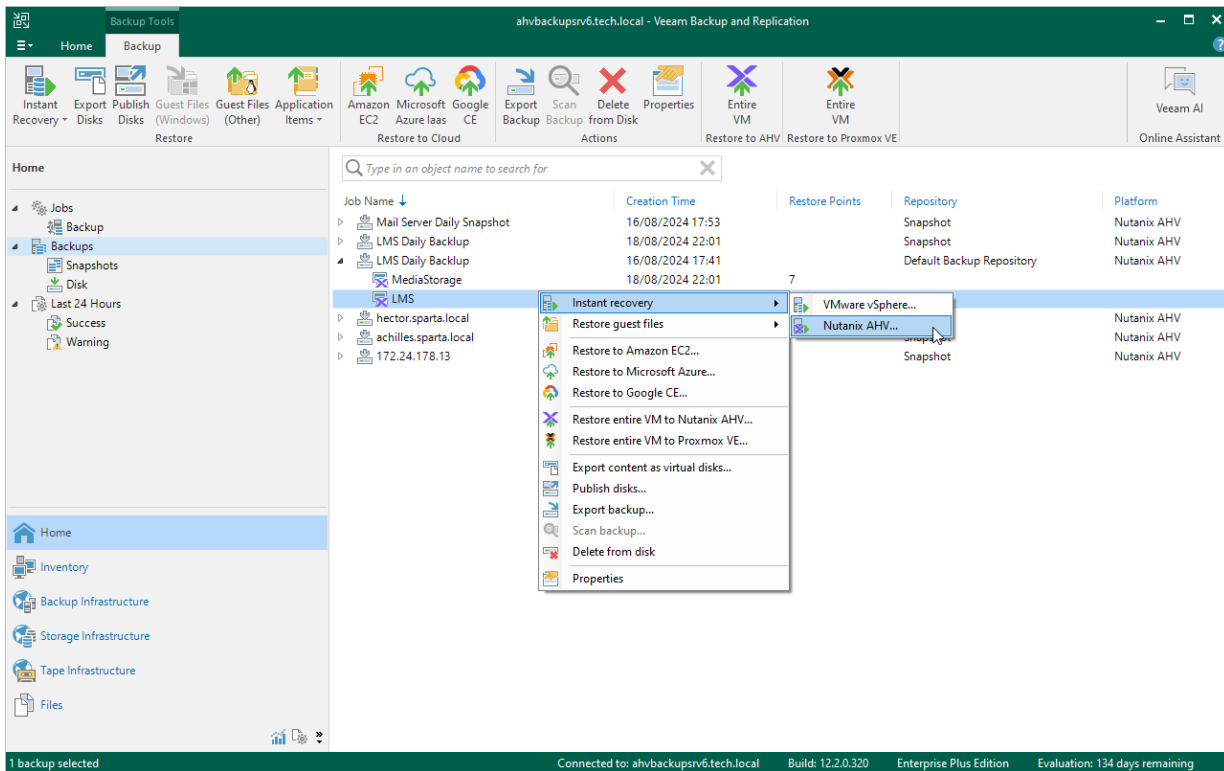 Backup Tools
ahvbackupsrv6.tech.local - Veeam Backup and Replication
Home Backup
Instant Recovery
Export Disks
Publish Disks
Guest Files (Windows)
Guest Files (Other)
Application Items
Restore
Amazon EC2
Microsoft Azure Iaas
Google CE
Restore to Cloud
Export Backup
Scan Backup
Delete from Disk
Properties
Actions
Entire VM
Restore to AHV
Entire VM
Restore to Proxmox VE
Veeam AI
Online Assistant
Home
Jobs
Backup
Backups
Snapshots
Disk
Last 24 Hours
Success
Warning
Home
Inventory
Backup Infrastructure
Storage Infrastructure
Tape Infrastructure
Files
Type in an object name to search for
Job Name Creation Time Restore Points Repository Platform
Mail Server Daily Snapshot 16/08/2024 17:53 Snapshot Nutanix AHV
LMS Daily Backlup 18/08/2024 22:01 Snapshot Nutanix AHV
LMS Daily Backlup 16/08/2024 17:41 Default Backup Repository Nutanix AHV
MediaStorage 18/08/2024 22:01 7
LMS
hector.sparta.local Nutanix AHV
achilles.sparta.local Snapshot Nutanix AHV
172.24.178.13 Snapshot Nutanix AHV
Instant recovery
Restore guest files
Restore to Amazon EC2...
Restore to Microsoft Azure...
Restore to Google CE...
Restore entire VM to Nutanix AHV...
Restore entire VM to Proxmox VE...
Export content as virtual disks...
Publish disks...
Export backup...
Scan backup...
Delete from disk
Properties
VMware vSphere...
Nutanix AHV...
1 backup selected Connected to: ahvbackupsrv6.tech.local Build: 12.2.0.320 Enterprise Plus Edition Evaluation: 134 days remaining